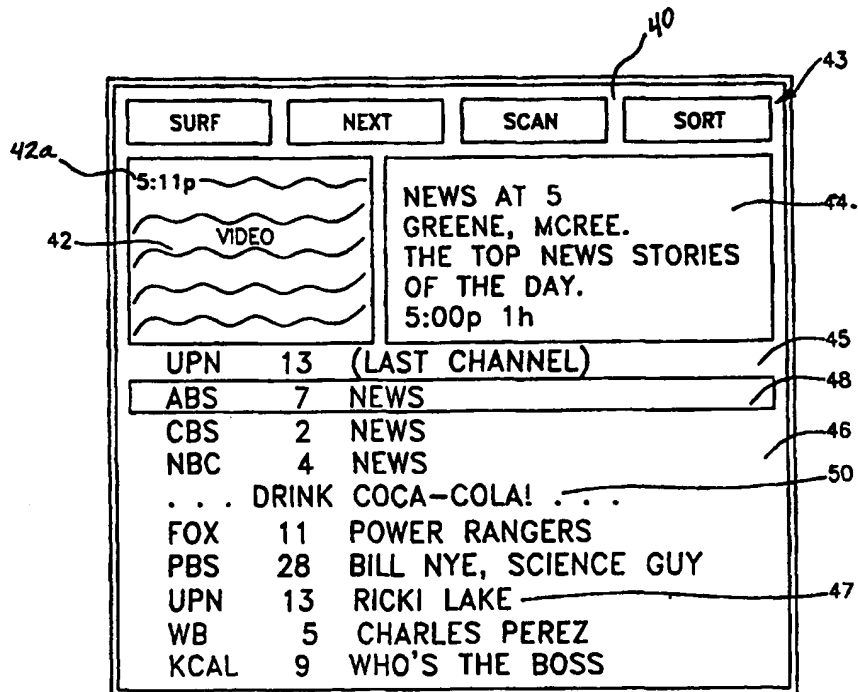 40
43
SURF NEXT SCAN SORT
42a
5:11p
NEWS AT 5
44.
GREENE, MCREE.
42
VIDEO
THE TOP NEWS STORIES
OF THE DAY.
5:00p 1h
45
UPN 13 (LAST CHANNEL)
48
ABS 7 NEWS
CBS 2 NEWS
46
NBC 4 NEWS
50
. . . DRINK COCA-COLA! . . .
FOX 11 POWER RANGERS
PBS 28 BILL NYE, SCIENCE GUY
UPN 13 RICKI LAKE
47
WB 5 CHARLES PEREZ
KCAL 9 WHO'S THE BOSS